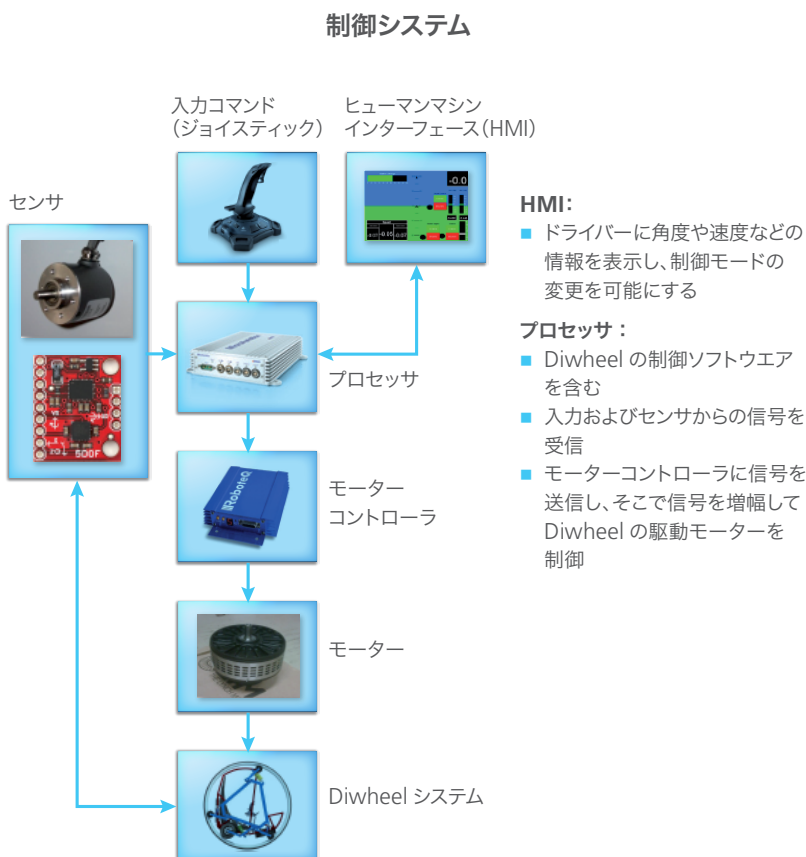 制御システム
入力コマンド
（ジョイスティック）
ヒューマンマシン
インターフェース（HMI）
センサ
-0.0
-0.05
500F
プロセッサ
RoboteQ
モーター
コントローラ
モーター
Diwheel システム
HMI：
■ ドライバーに角度や速度などの
情報を表示し、制御モードの
変更を可能にする
プロセッサ：
■ Diwheel の制御ソフトウエア
を含む
■ 入力およびセンサからの信号を
受信
■ モーターコントローラに信号を
送信し、そこで信号を増幅して
Diwheel の駆動モーターを
制御